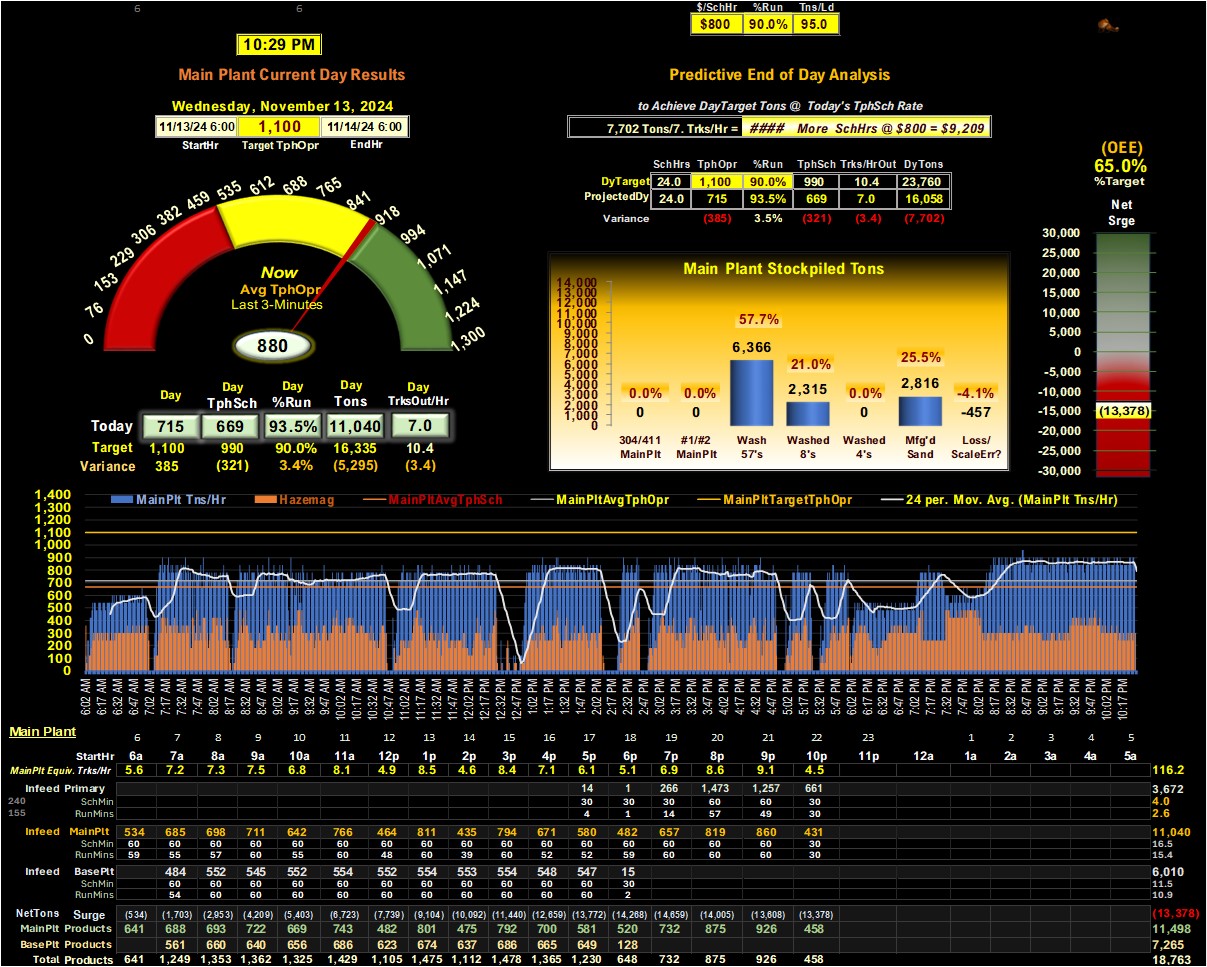 6 6
$/SchHr %Run Tns/Ld
$800 90.0% 95.0
10:29 PM
Main Plant Current Day Results
Predictive End of Day Analysis
Wednesday, November 13, 2024
to Achieve DayTarget Tons @ Today's TphSch Rate
11/13/24 6:00 1,100 11/14/24 6:00
StartHr Target TphOpr EndHr
7,702 Tons/7. Trks/Hr = #### More SchHrs @ $800 = $9,209
(OEE)
65.0%
%Target
SchHrs TphOpr %Run TphSch Trks/HrOut DyTons
DyTarget 24.0 1,100 90.0% 990 10.4 23,760
ProjectedDy 24.0 715 93.5% 669 7.0 16,058
Variance (385) 3.5% (321) (3.4) (7,702)
Net
Srge
30,000
25,000
20,000
15,000
10,000
5,000
0
-5,000
-10,000
-15,000
(13,378)
-20,000
-25,000
-30,000
0 76 153 229 306 382 459 535 612 688 765 841 918 994 1,071 1,147 1,224 1,300
Now
Avg TphOpr
Last 3-Minutes
880
Main Plant Stockpiled Tons
14,000
13,000
12,000
11,000
10,000
9,000
8,000
7,000
6,000
5,000
4,000
3,000
2,000
1,000
0
0.0% 0.0% 57.7% 21.0% 0.0% 25.5% -4.1%
0 0 6,366 2,315 0 2,816 -457
304/411 #1/#2 Wash Washed Washed Mfg'd Loss/
MainPlt MainPlt 57's 8's 4's Sand ScaleErr?
Day Day Day Day Day
TphSch %Run Tons TrksOut/Hr
Today 715 669 93.5% 11,040 7.0
Target 1,100 990 90.0% 16,335 10.4
Variance 385 (321) 3.4% (5,295) (3.4)
MainPlt Tns/Hr Hazemag MainPltAvgTphSch MainPltAvgTphOpr MainPltTargetTphOpr 24 per. Mov. Avg. (MainPlt Tns/Hr)
1,400
1,300
1,100
1,000
900
800
700
600
500
400
300
200
100
0
6:02 AM 6:17 AM 6:32 AM 6:47 AM 7:02 AM 7:17 AM 7:32 AM 7:47 AM 8:02 AM 8:17 AM 8:32 AM 8:47 AM 9:02 AM 9:17 AM 9:32 AM 9:47 AM 10:02 AM 10:17 AM 10:32 AM 10:47 AM 11:02 AM 11:17 AM 11:32 AM 11:47 AM 12:02 PM 12:17 PM 12:32 PM 12:47 PM 1:02 PM 1:17 PM 1:32 PM 1:47 PM 2:02 PM 2:17 PM 2:32 PM 2:47 PM 3:02 PM 3:17 PM 3:32 PM 3:47 PM 4:02 PM 4:17 PM 4:32 PM 4:47 PM 5:02 PM 5:17 PM 5:32 PM 5:47 PM 6:02 PM 6:17 PM 6:32 PM 6:47 PM 7:02 PM 7:17 PM 7:32 PM 7:47 PM 8:02 PM 8:17 PM 8:32 PM 8:47 PM 9:02 PM 9:17 PM 9:32 PM 9:47 PM 10:02 PM 10:17 PM
Main Plant
6 7 8 9 10 11 12 13 14 15 16 17 18 19 20 21 22 23 1 2 3 4 5
StartHr 6a 7a 8a 9a 10a 11a 12p 1p 2p 3p 4p 5p 6p 7p 8p 9p 10p 11p 12a 1a 2a 3a 4a 5a
MainPlt Equiv. Trks/Hr 5.6 7.2 7.3 7.5 6.8 8.1 4.9 8.5 4.6 8.4 7.1 6.1 5.1 6.9 8.6 9.1 4.5 116.2
Infeed Primary 14 1 266 1,473 1,257 661 3,672
240 SchMin 30 30 30 60 60 30 4.0
155 RunMins 4 1 14 57 49 30 2.6
Infeed MainPlt 534 685 698 711 642 766 464 811 435 794 671 580 482 657 819 860 431 11,040
SchMin 60 60 60 60 60 60 60 60 60 60 60 60 60 60 60 60 30 16.5
RunMins 59 55 57 60 55 60 48 60 39 60 52 52 59 60 60 60 30 15.4
Infeed BasePlt 484 552 545 552 554 552 554 553 554 548 547 15 6,010
SchMin 60 60 60 60 60 60 60 60 60 60 60 30 11.5
RunMins 54 60 60 60 60 60 60 60 60 60 60 2 10.9
NetTons Surge (534) (1,703) (2,953) (4,209) (5,403) (6,723) (7,739) (9,104) (10,092) (11,440) (12,659) (13,772) (14,268) (14,659) (14,005) (13,608) (13,378) (13,378)
MainPlt Products 641 688 693 722 669 743 482 801 475 792 700 581 520 732 875 926 458 11,498
BasePlt Products 561 660 640 656 686 623 674 637 686 665 649 128 7,265
Total Products 641 1,249 1,353 1,362 1,325 1,429 1,105 1,475 1,112 1,478 1,365 1,230 648 732 875 926 458 18,763